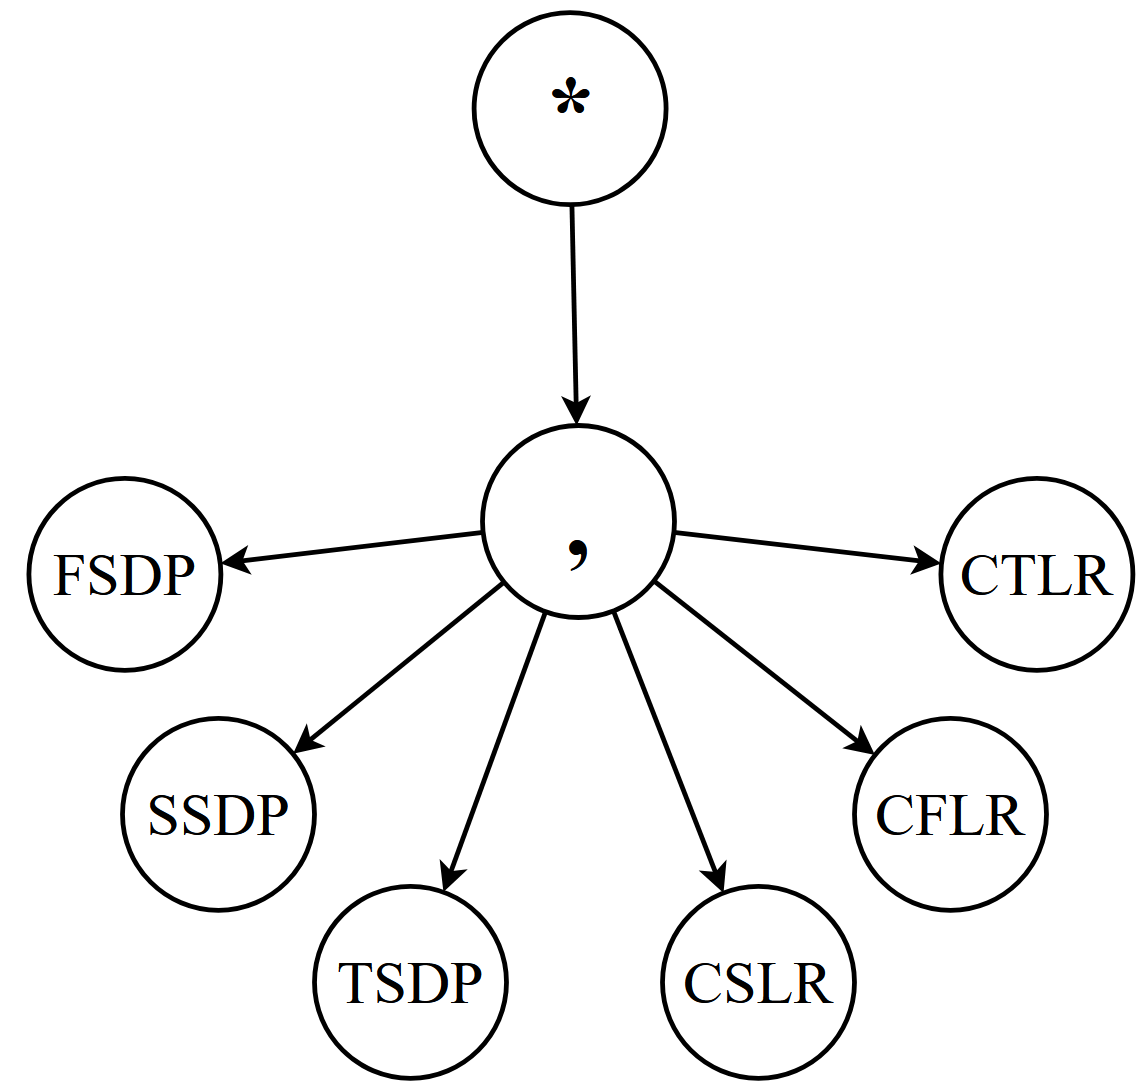 *
,
FSDP
CTLR
SSDP
CFLR
TSDP
CSLR